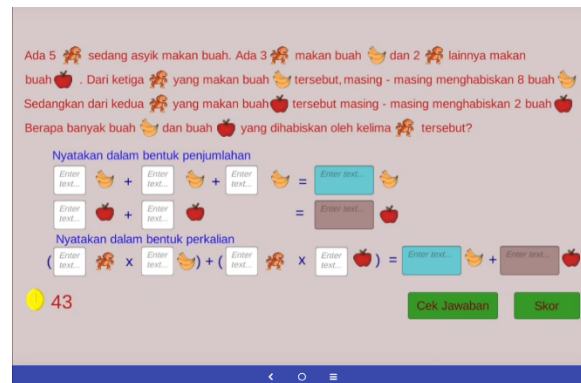 Ada 5 sedang asyik makan buah. Ada 3 makan buah dan 2 lainnya makan
buah . Dari ketiga yang makan buah tersebut, masing - masing menghabiskan 8 buah
Sedangkan dari kedua yang makan buah tersebut masing - masing menghabiskan 2 buah
Berapa banyak buah dan buah yang dihabiskan oleh kelima tersebut?
Nyatakan dalam bentuk penjumlahan
Enter text... + Enter text... + Enter text... = Enter text...
Enter text... + Enter text... = Enter text...
Nyatakan dalam bentuk perkalian
( Enter text... x Enter text... ) + ( Enter text... x Enter text... ) = Enter text... + Enter text...
43
Cek Jawaban Skor